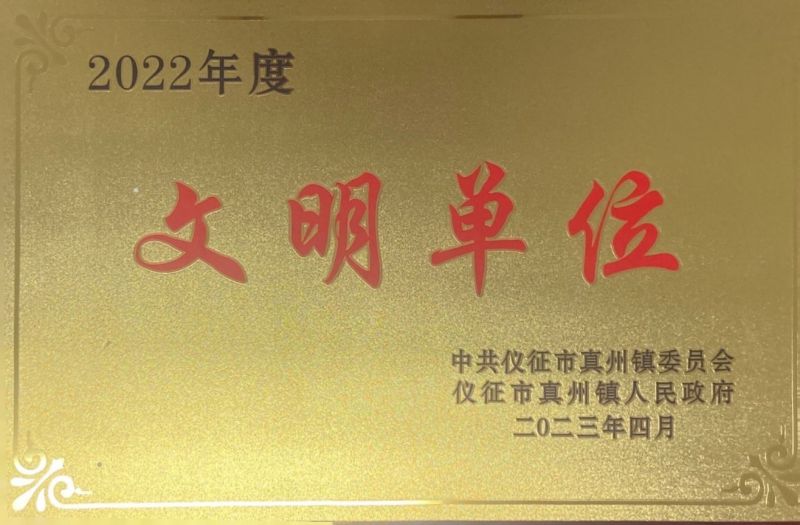 2022年度
文明单位
中共仪征市真州镇委员会
仪征市真州镇人民政府
二0二三年四月